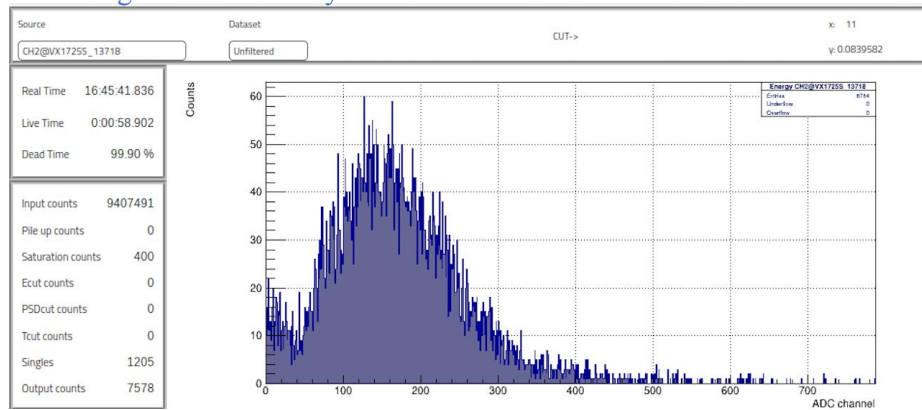 Source
Dataset
CUT->
x: 11
CH2@VX1725S_13718
Unfiltered
y: 0.0839582
Real Time 16:45:41.836
Live Time 0:00:58.902
Dead Time 99.90 %
Input counts 9407491
Pile up counts 0
Saturation counts 400
Ecut counts 0
PSDcut counts 0
Tcut counts 0
Singles 1205
Output counts 7578
Counts
60
50
40
30
20
10
0
Energy CH2@VX1725S 13718
Entries 6764
Underflow 0
Overflow 0
0 100 200 300 400 500 600 700
ADC channel